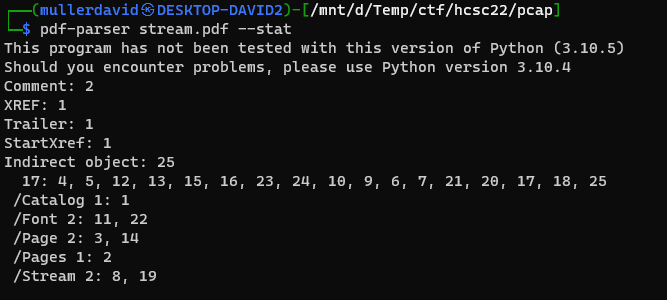 ┌──(mullerdavid㉿DESKTOP-DAVID2)-[/mnt/d/Temp/ctf/hcsc22/pcap]
└─$ pdf-parser stream.pdf --stat
This program has not been tested with this version of Python (3.10.5)
Should you encounter problems, please use Python version 3.10.4
Comment: 2
XREF: 1
Trailer: 1
StartXref: 1
Indirect object: 25
  17: 4, 5, 12, 13, 15, 16, 23, 24, 10, 9, 6, 7, 21, 20, 17, 18, 25
 /Catalog 1: 1
 /Font 2: 11, 22
 /Page 2: 3, 14
 /Pages 1: 2
 /Stream 2: 8, 19